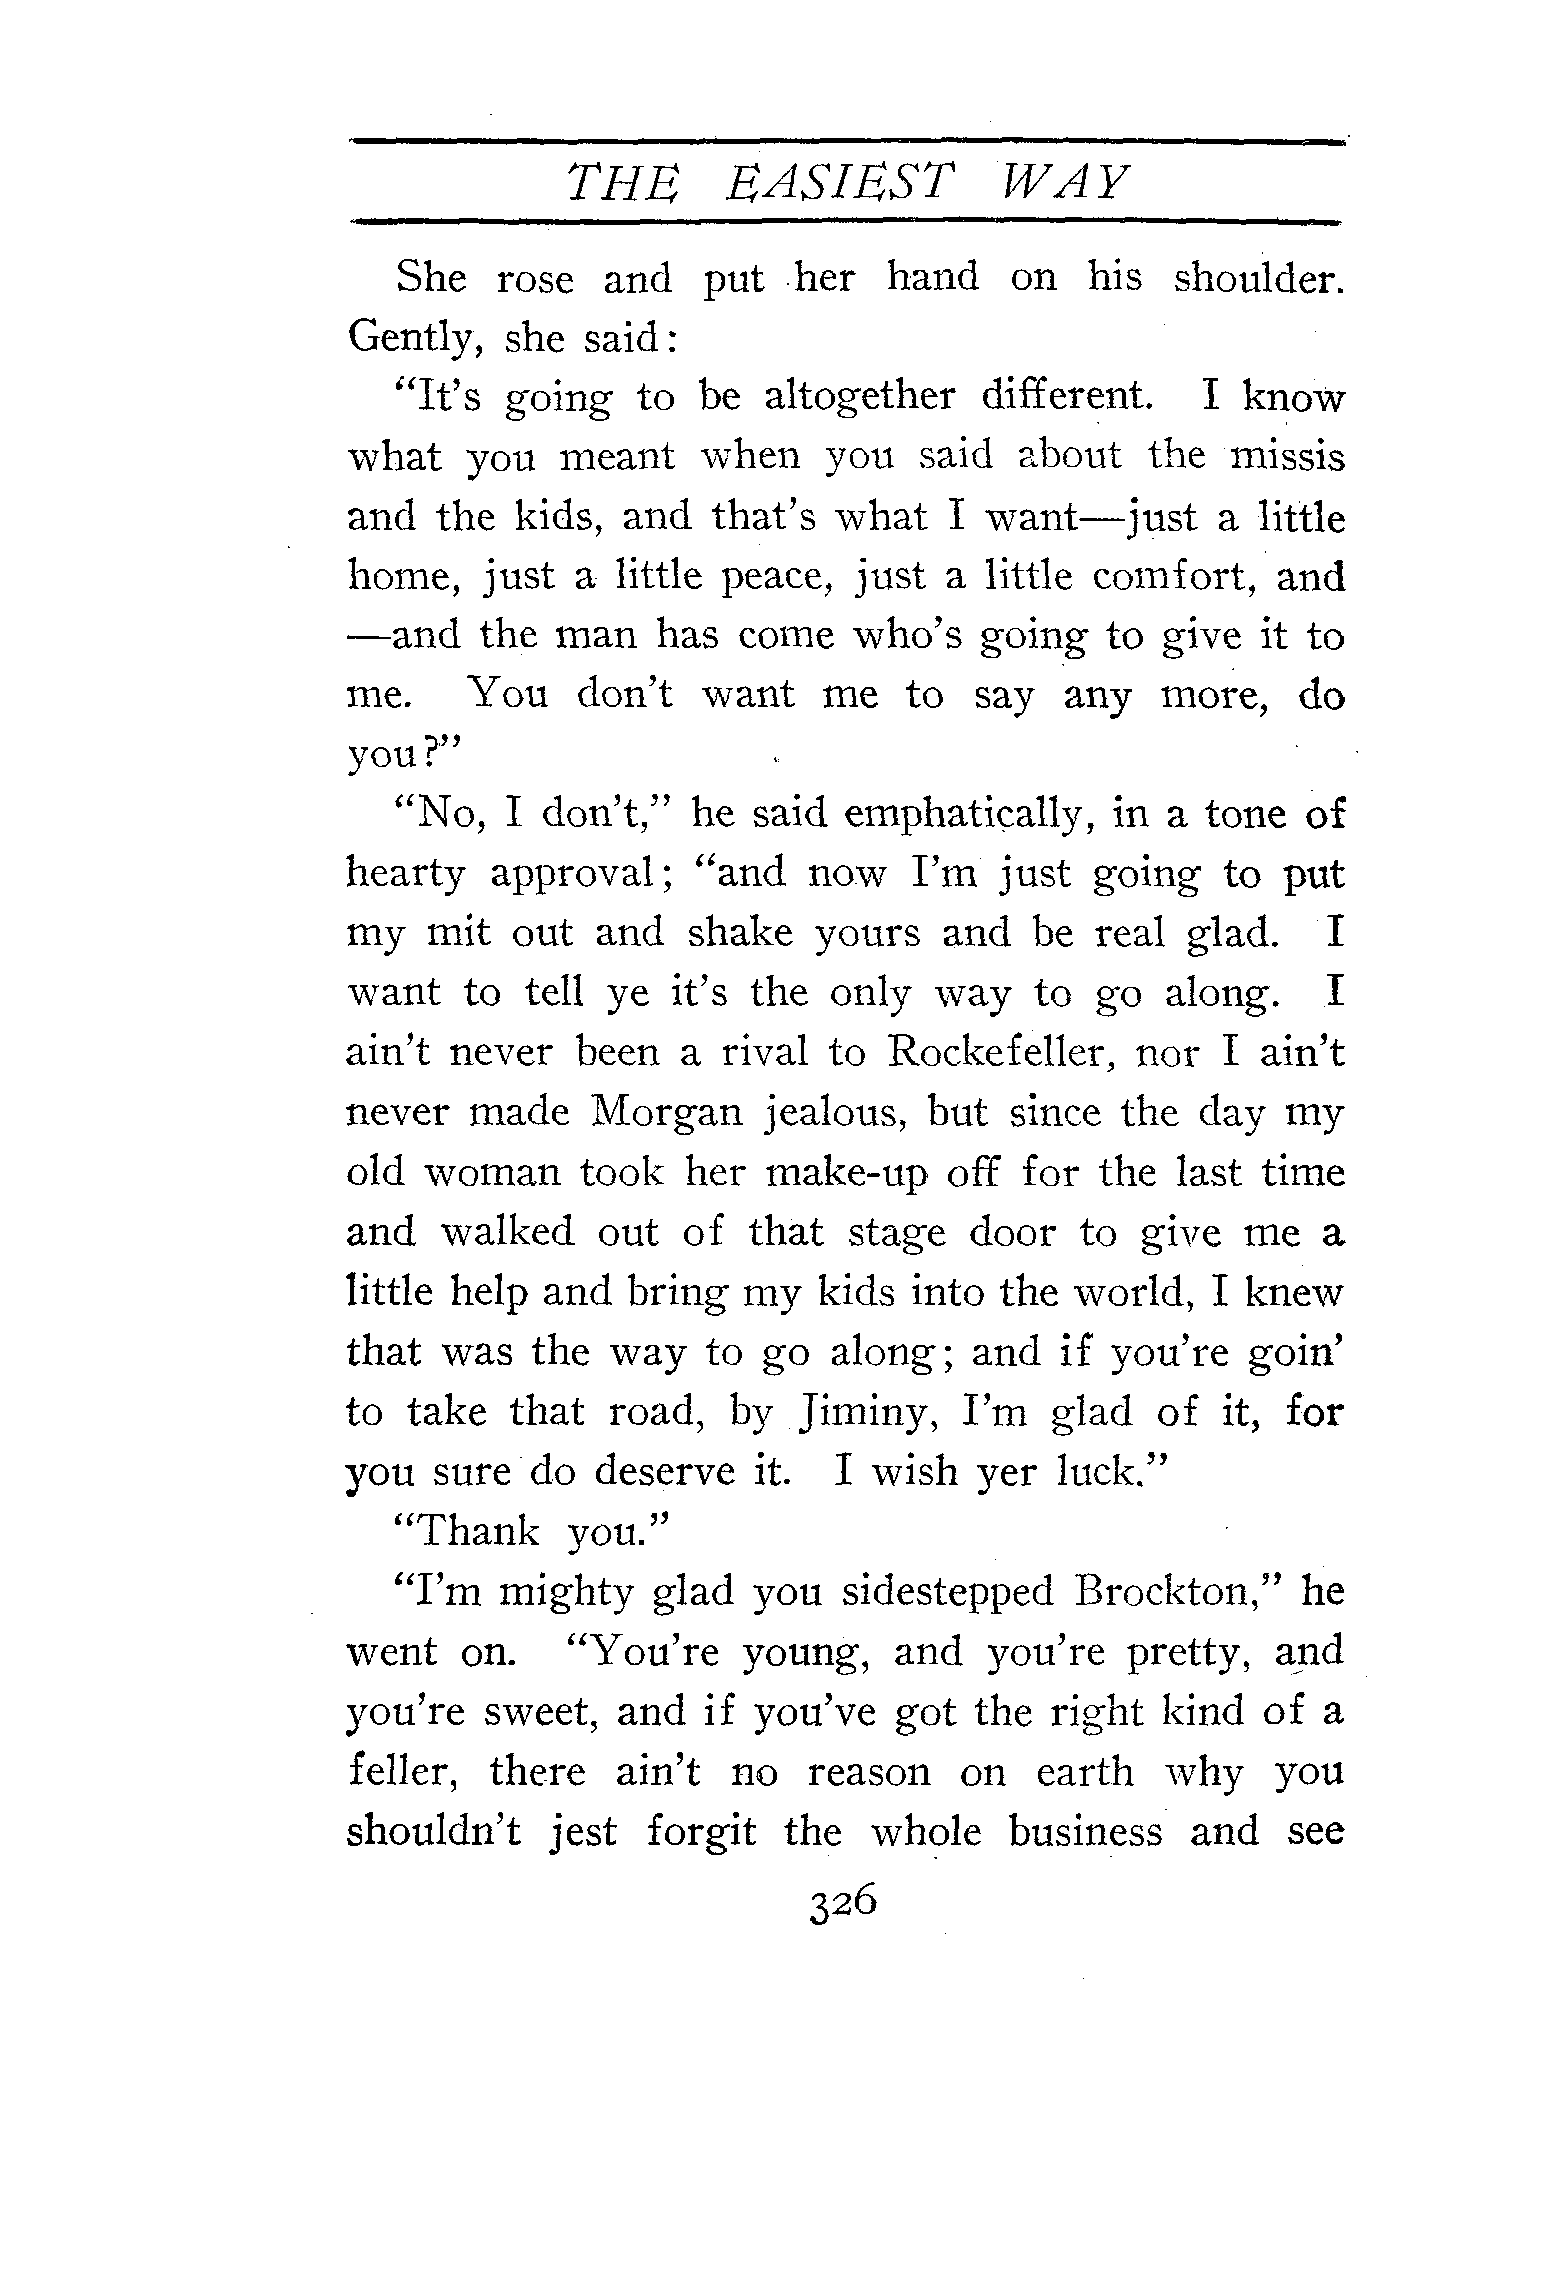 THE EASIEST WAY
She rose and put her hand on his shoulder.
Gently, she said:
“It’s going to be altogether different. I know
what you meant when you said about the missis
and the kids, and that’s what I want—just a little
home, just a little peace, just a little comfort, and
—and the man has come who’s going to give it to
me. You don’t want me to say any more, do
you?”
“No, I don’t,” he said emphatically, in a tone of
hearty approval; “and now I’m just going to put
my mit out and shake yours and be real glad. I
want to tell ye it’s the only way to go along. I
ain’t never been a rival to Rockefeller, nor I ain’t
never made Morgan jealous, but since the day my
old woman took her make-up off for the last time
and walked out of that stage door to give me a
little help and bring my kids into the world, I knew
that was the way to go along; and if you’re goin’
to take that road, by Jiminy, I’m glad of it, for
you sure do deserve it. I wish yer luck.”
“Thank you.”
“I’m mighty glad you sidestepped Brockton,” he
went on. “You’re young, and you’re pretty, and
you’re sweet, and if you’ve got the right kind of a
feller, there ain’t no reason on earth why you
shouldn’t jest forgit the whole business and see
326